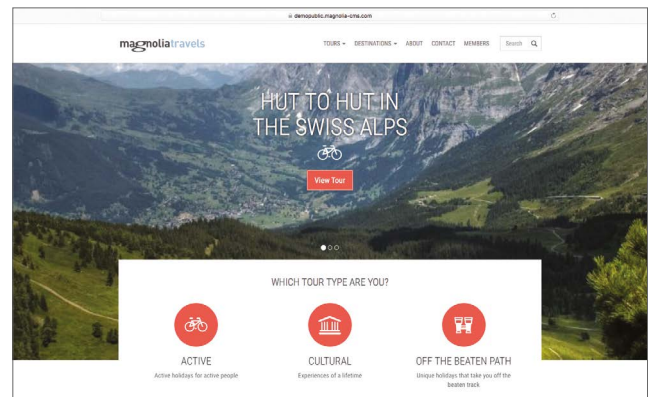 demopublic.magnolia-cms.com
magnoliatravels
TOURS DESTINATIONS ABOUT CONTACT MEMBERS Search
HUT TO HUT IN
THE SWISS ALPS
View Tour
WHICH TOUR TYPE ARE YOU?
ACTIVE
Active holidays for active people
CULTURAL
Experiences of a lifetime
OFF THE BEATEN PATH
Unique holidays that take you off the
beaten track